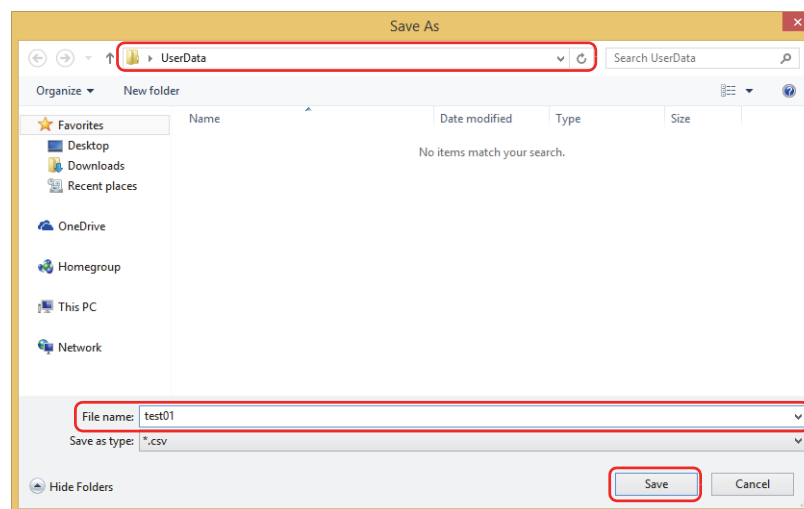 Save As
UserData
Search UserData
Organize
New folder
Name Date modified Type Size
No items match your search.
Favorites
Desktop
Downloads
Recent places
OneDrive
Homegroup
This PC
Network
File name: test01
Save as type: *.csv
Hide Folders
Save
Cancel